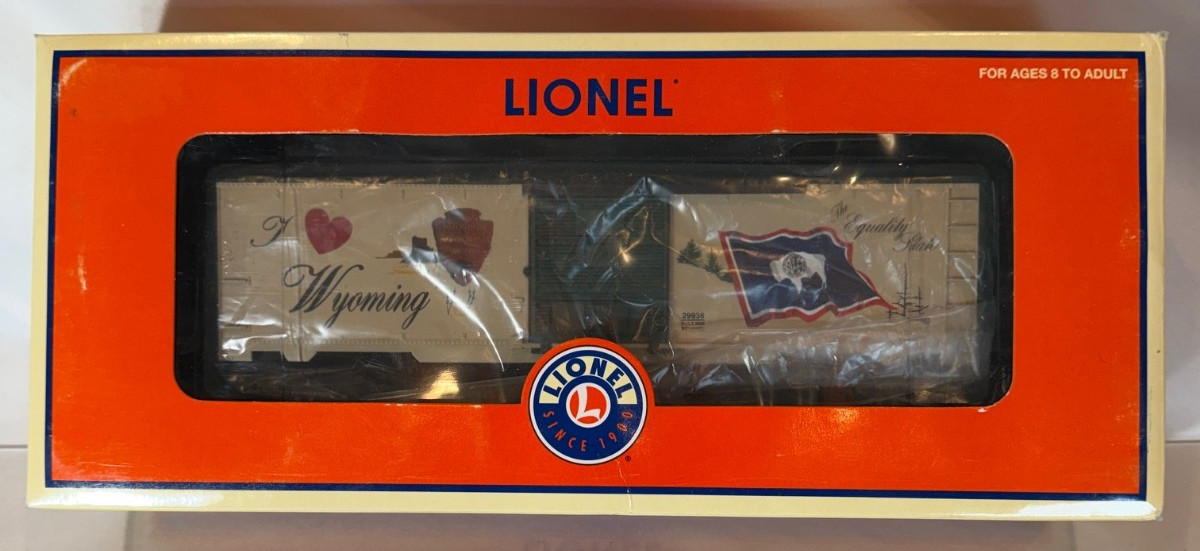 LIONEL
FOR AGES 8 TO ADULT
I
Wyoming
The
Equality
State
29938
LIONEL
L
SINCE 1900